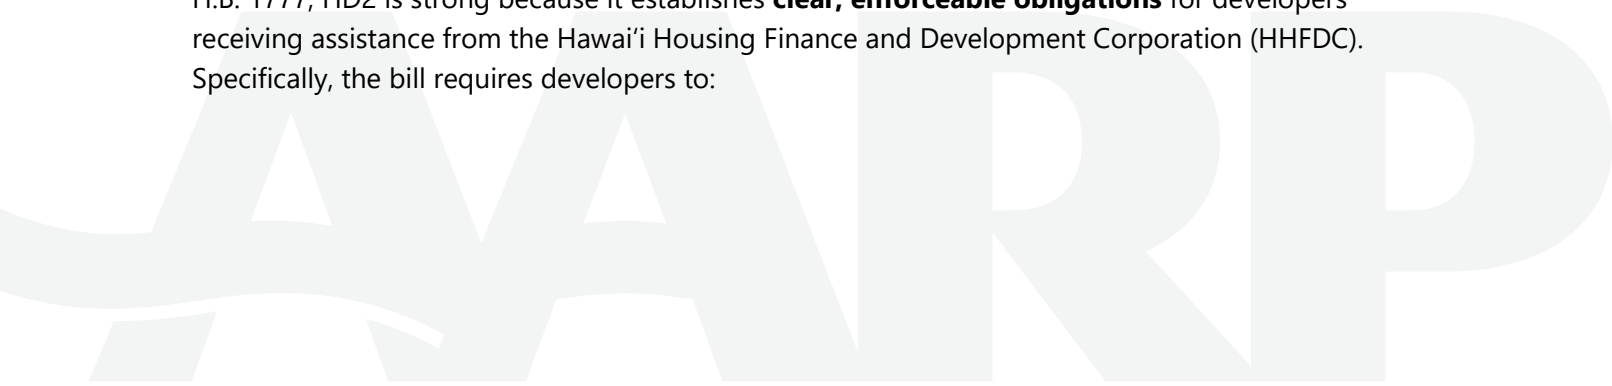 H.B. 1777, HD2 is strong because it establishes clear, enforceable obligations for developers
receiving assistance from the Hawai‘i Housing Finance and Development Corporation (HHFDC).
Specifically, the bill requires developers to:
AARP